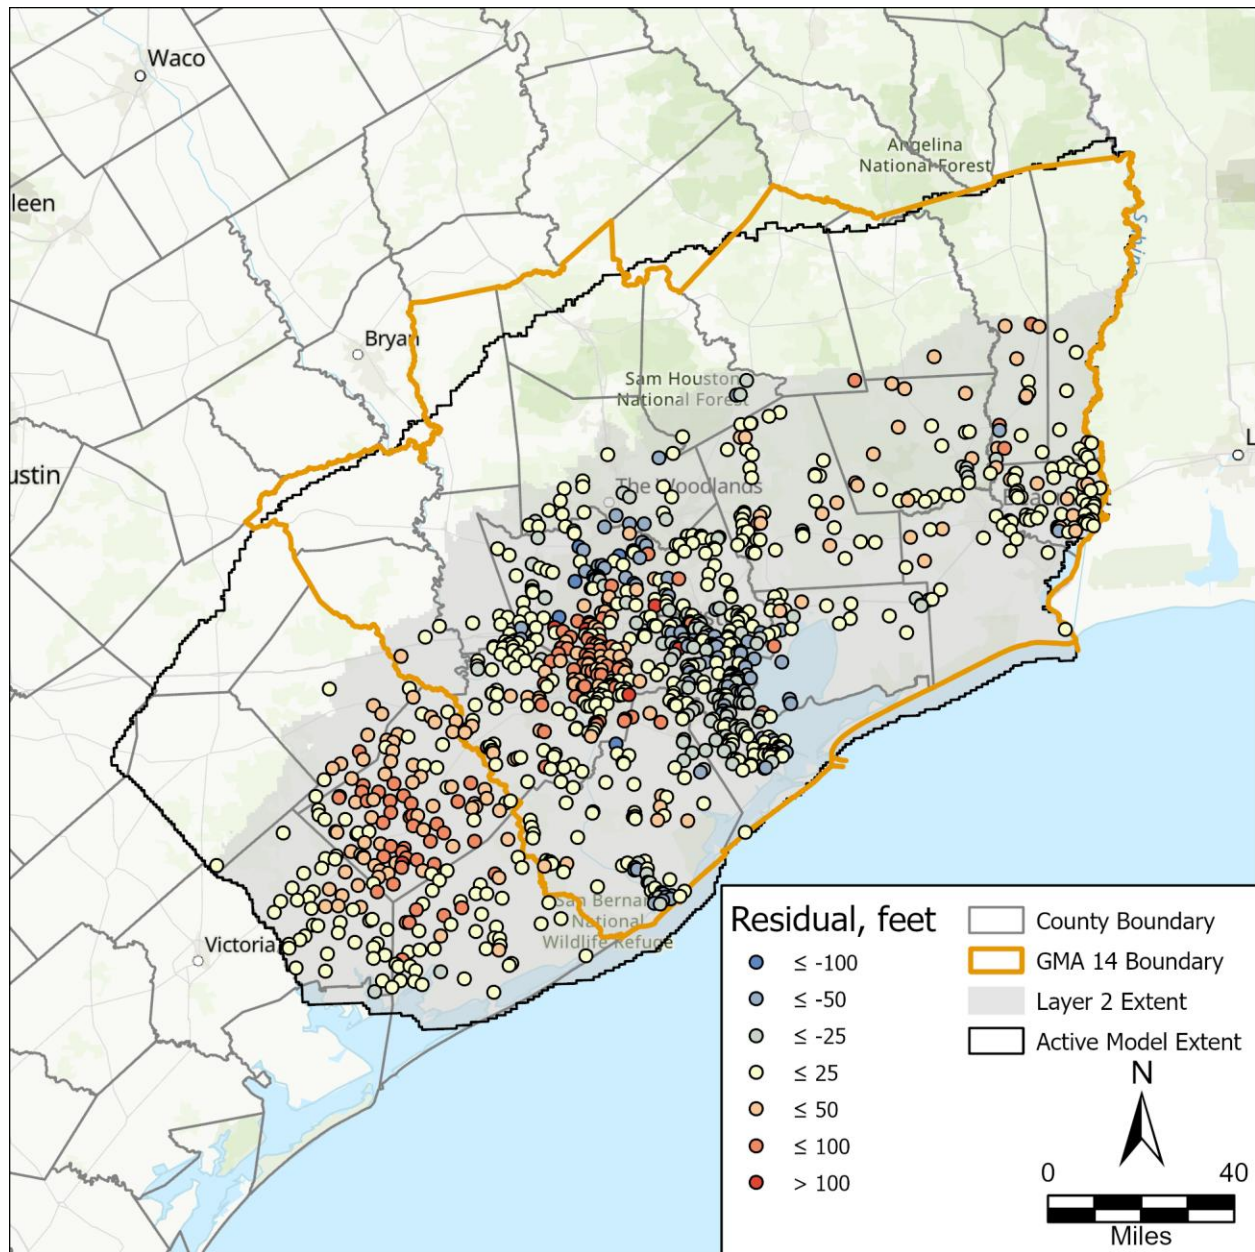 Waco
Angelina
National Forest
leen
Bryan
Sam Houston
National Forest
ustin
The Woodlands
L
San Bernar
National
Wildlife Refuge
Victoria
Residual, feet
≤ -100
≤ -50
≤ -25
≤ 25
≤ 50
≤ 100
> 100
County Boundary
GMA 14 Boundary
Layer 2 Extent
Active Model Extent
N
0 40
Miles